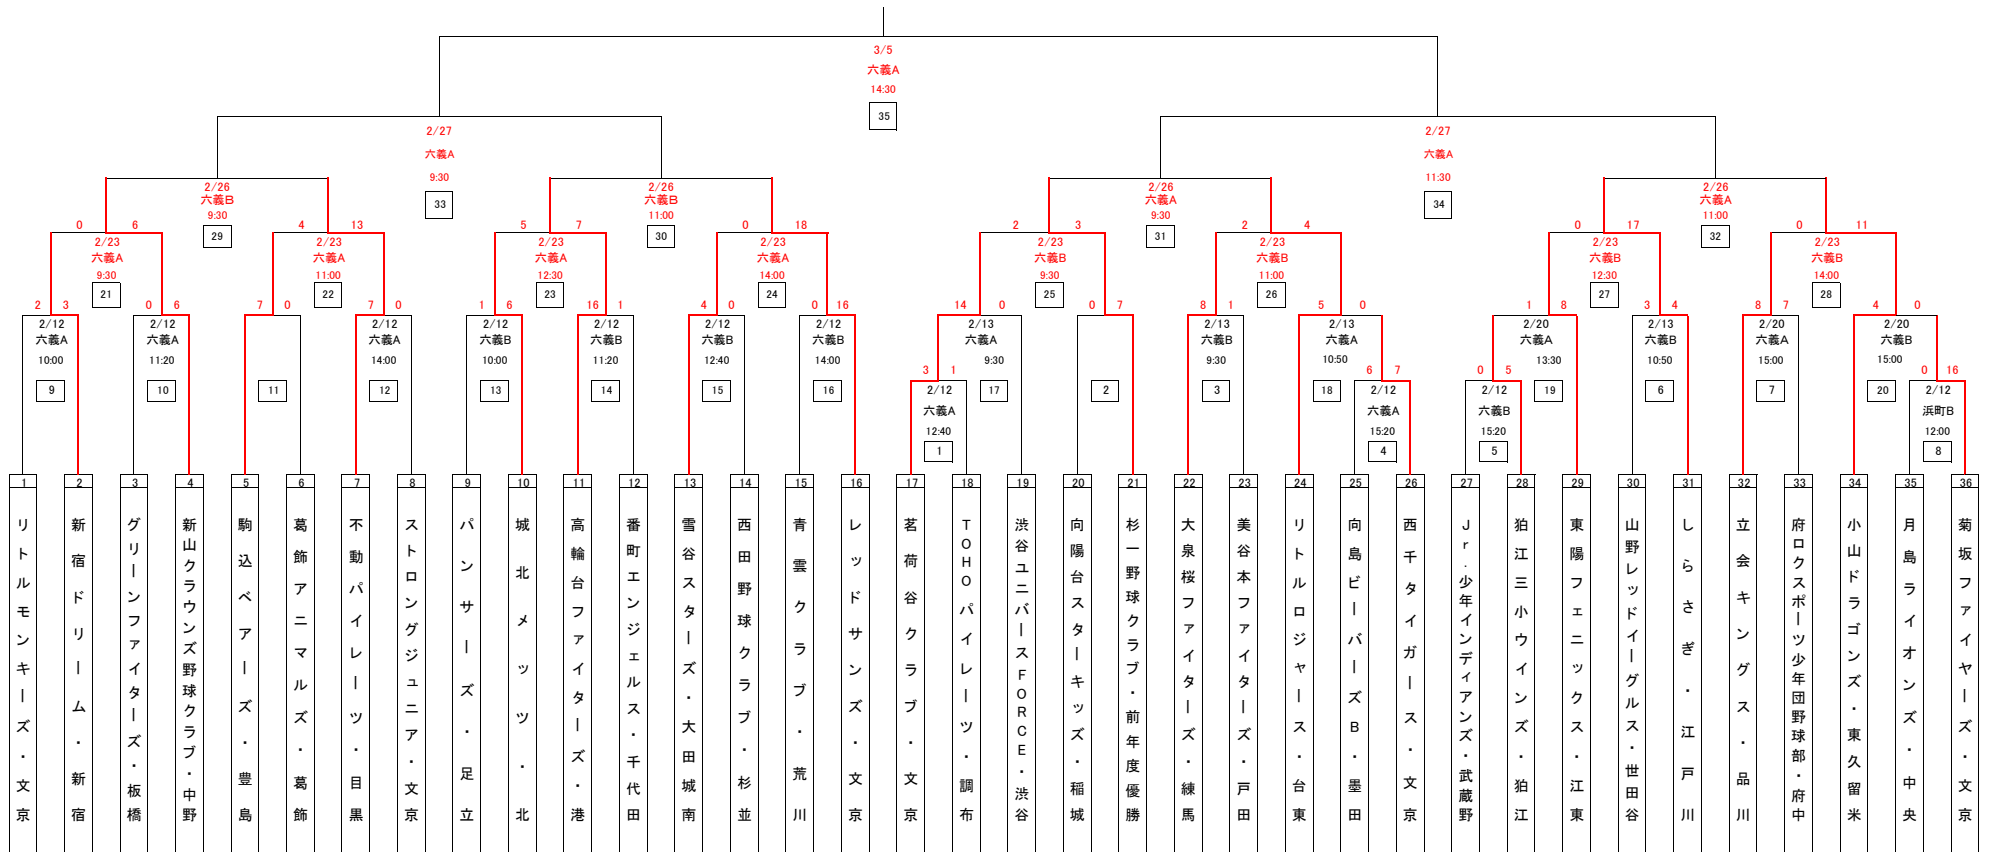 3/5
六義A
14:30
35
2/27
六義A
9:30
33
2/27
六義A
11:30
34
2/26
六義B
9:30
29
2/26
六義B
11:00
30
2/26
六義A
9:30
31
2/26
六義A
11:00
32
0 6
2/23
六義A
9:30
21
4 13
2/23
六義A
11:00
22
5 7
2/23
六義A
12:30
23
0 18
2/23
六義A
14:00
24
2 3
2/23
六義B
9:30
25
2 4
2/23
六義B
11:00
26
0 17
2/23
六義B
12:30
27
0 11
2/23
六義B
14:00
28
2 3
2/12
六義A
10:00
9
0 6
2/12
六義A
11:20
10
7 0
11
7 0
2/12
六義A
14:00
12
1 6
2/12
六義B
10:00
13
16 1
2/12
六義B
11:20
14
4 0
2/12
六義B
12:40
15
0 16
2/12
六義B
14:00
16
14 0
2/13
六義A
9:30
17
0 7
2
8 1
2/13
六義B
9:30
3
5 0
2/13
六義A
10:50
18
1 8
2/20
六義A
13:30
19
3 4
2/13
六義B
10:50
6
8 7
2/20
六義A
15:00
7
4 0
2/20
六義B
15:00
20
3 1
2/12
六義A
12:40
1
6 7
2/12
六義A
15:20
4
0 5
2/12
六義B
15:20
5
0 16
2/12
浜町B
12:00
8
1 リトルモンキーズ・文京
2 新宿ドリーム・新宿
3 グリーンファイターズ・板橋
4 新山クラウンズ野球クラブ・中野
5 駒込ベアーズ・豊島
6 葛飾アニマルズ・葛飾
7 不動パイレーツ・目黒
8 ストロングジュニア・文京
9 パンサーズ・足立
10 城北メッツ・北
11 高輪台ファイターズ・港
12 番町エンジェルス・千代田
13 雪谷スターズ・大田城南
14 西田野球クラブ・杉並
15 青雲クラブ・荒川
16 レッドサンズ・文京
17 茗荷谷クラブ・文京
18 TOHOパイレーツ・調布
19 渋谷ユニバースFORCE・渋谷
20 向陽台スターキッズ・稲城
21 杉一野球クラブ・前年度優勝
22 大泉桜ファイターズ・練馬
23 美谷本ファイターズ・戸田
24 リトルロジャース・台東
25 向島ビーバーズB・墨田
26 西千タイガース・文京
27 Jr.少年インディアンズ・武蔵野
28 狛江三小ウインズ・狛江
29 東陽フェニックス・江東
30 山野レッドイーグルス・世田谷
31 しらさぎ・江戸川
32 立会キングス・品川
33 府ロクスポーツ少年団野球部・府中
34 小山ドラゴンズ・東久留米
35 月島ライオンズ・中央
36 菊坂ファイヤーズ・文京